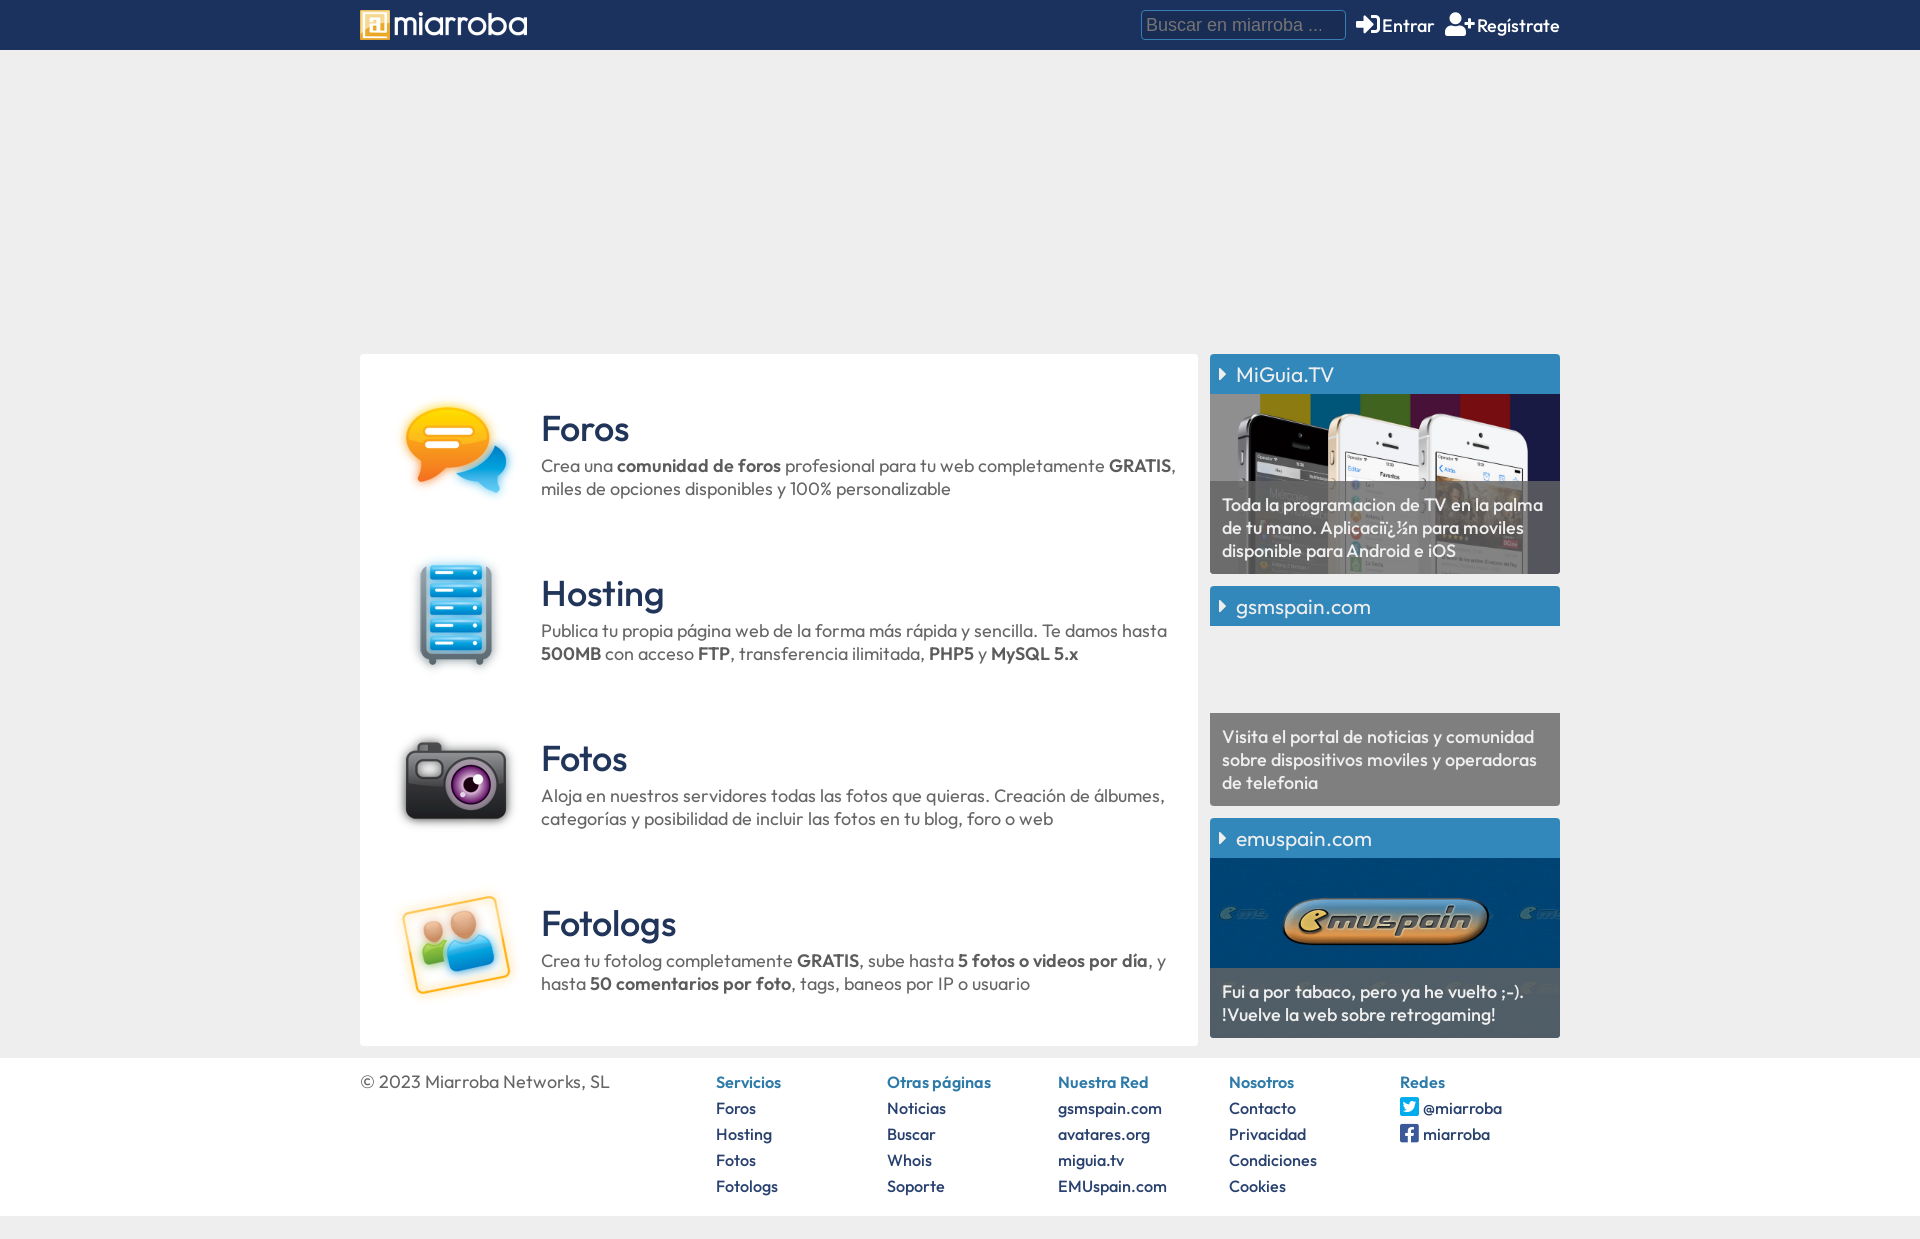 miarroba
Buscar en miarroba ...
Entrar
Regístrate
Foros
Crea una comunidad de foros profesional para tu web completamente GRATIS,
miles de opciones disponibles y 100% personalizable
Hosting
Publica tu propia página web de la forma más rápida y sencilla. Te damos hasta
500MB con acceso FTP, transferencia ilimitada, PHP5 y MySQL 5.x
Fotos
Aloja en nuestros servidores todas las fotos que quieras. Creación de álbumes,
categorías y posibilidad de incluir las fotos en tu blog, foro o web
Fotologs
Crea tu fotolog completamente GRATIS, sube hasta 5 fotos o videos por día, y
hasta 50 comentarios por foto, tags, baneos por IP o usuario
MiGuia.TV
Toda la programacion de TV en la palma
de tu mano. Aplicaciï¿½n para moviles
disponible para Android e iOS
gsmspain.com
Visita el portal de noticias y comunidad
sobre dispositivos moviles y operadoras
de telefonia
emuspain.com
emuspain
Fui a por tabaco, pero ya he vuelto ;-).
!Vuelve la web sobre retrogaming!
© 2023 Miarroba Networks, SL
Servicios
Foros
Hosting
Fotos
Fotologs
Otras páginas
Noticias
Buscar
Whois
Soporte
Nuestra Red
gsmspain.com
avatares.org
miguia.tv
EMUspain.com
Nosotros
Contacto
Privacidad
Condiciones
Cookies
Redes
@miarroba
miarroba